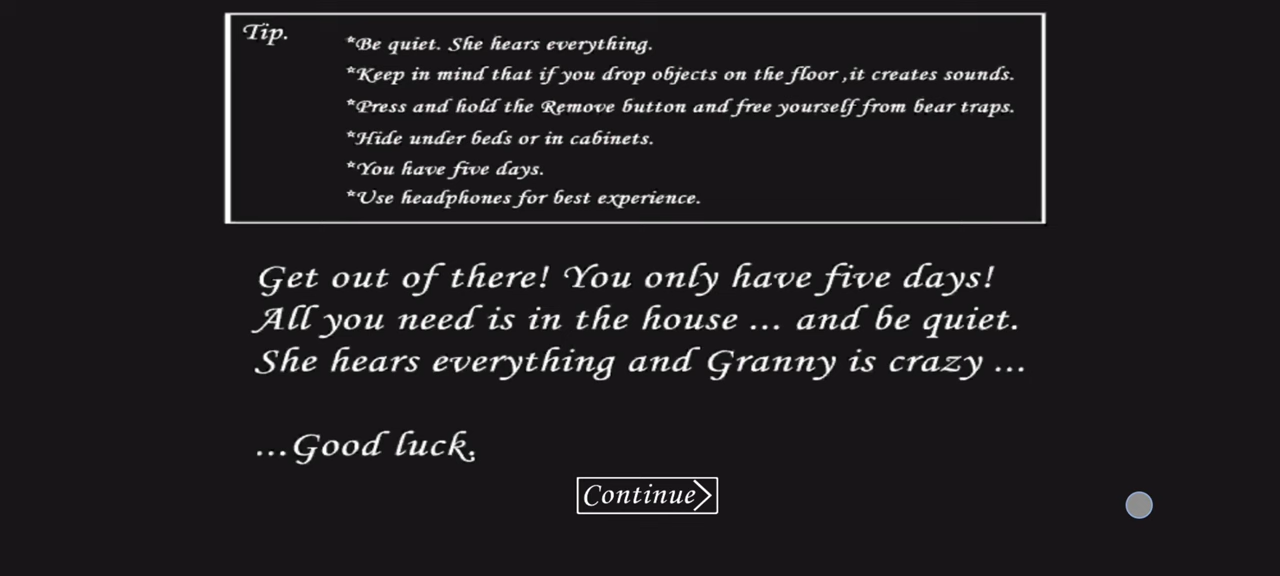 Tip.
*Be quiet. She hears everything.
*Keep in mind that if you drop objects on the floor ,it creates sounds.
*Press and hold the Remove button and free yourself from bear traps.
*Hide under beds or in cabinets.
*You have five days.
*Use headphones for best experience.
Get out of there! You only have five days!
All you need is in the house ... and be quiet.
She hears everything and Granny is crazy ...
...Good luck.
Continue